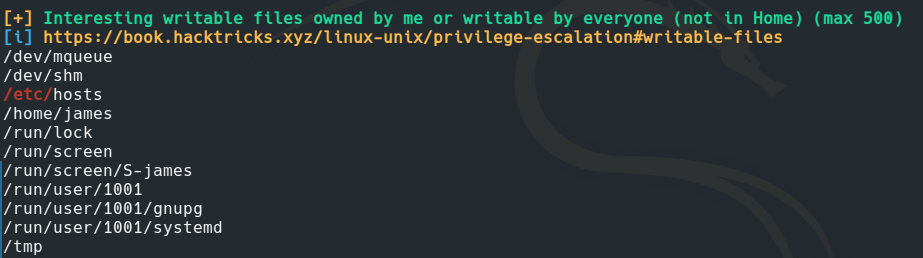 [+] Interesting writable files owned by me or writable by everyone (not in Home) (max 500)
[i] https://book.hacktricks.xyz/linux-unix/privilege-escalation#writable-files
/dev/mqueue
/dev/shm
/etc/hosts
/home/james
/run/lock
/run/screen
/run/screen/S-james
/run/user/1001
/run/user/1001/gnupg
/run/user/1001/systemd
/tmp